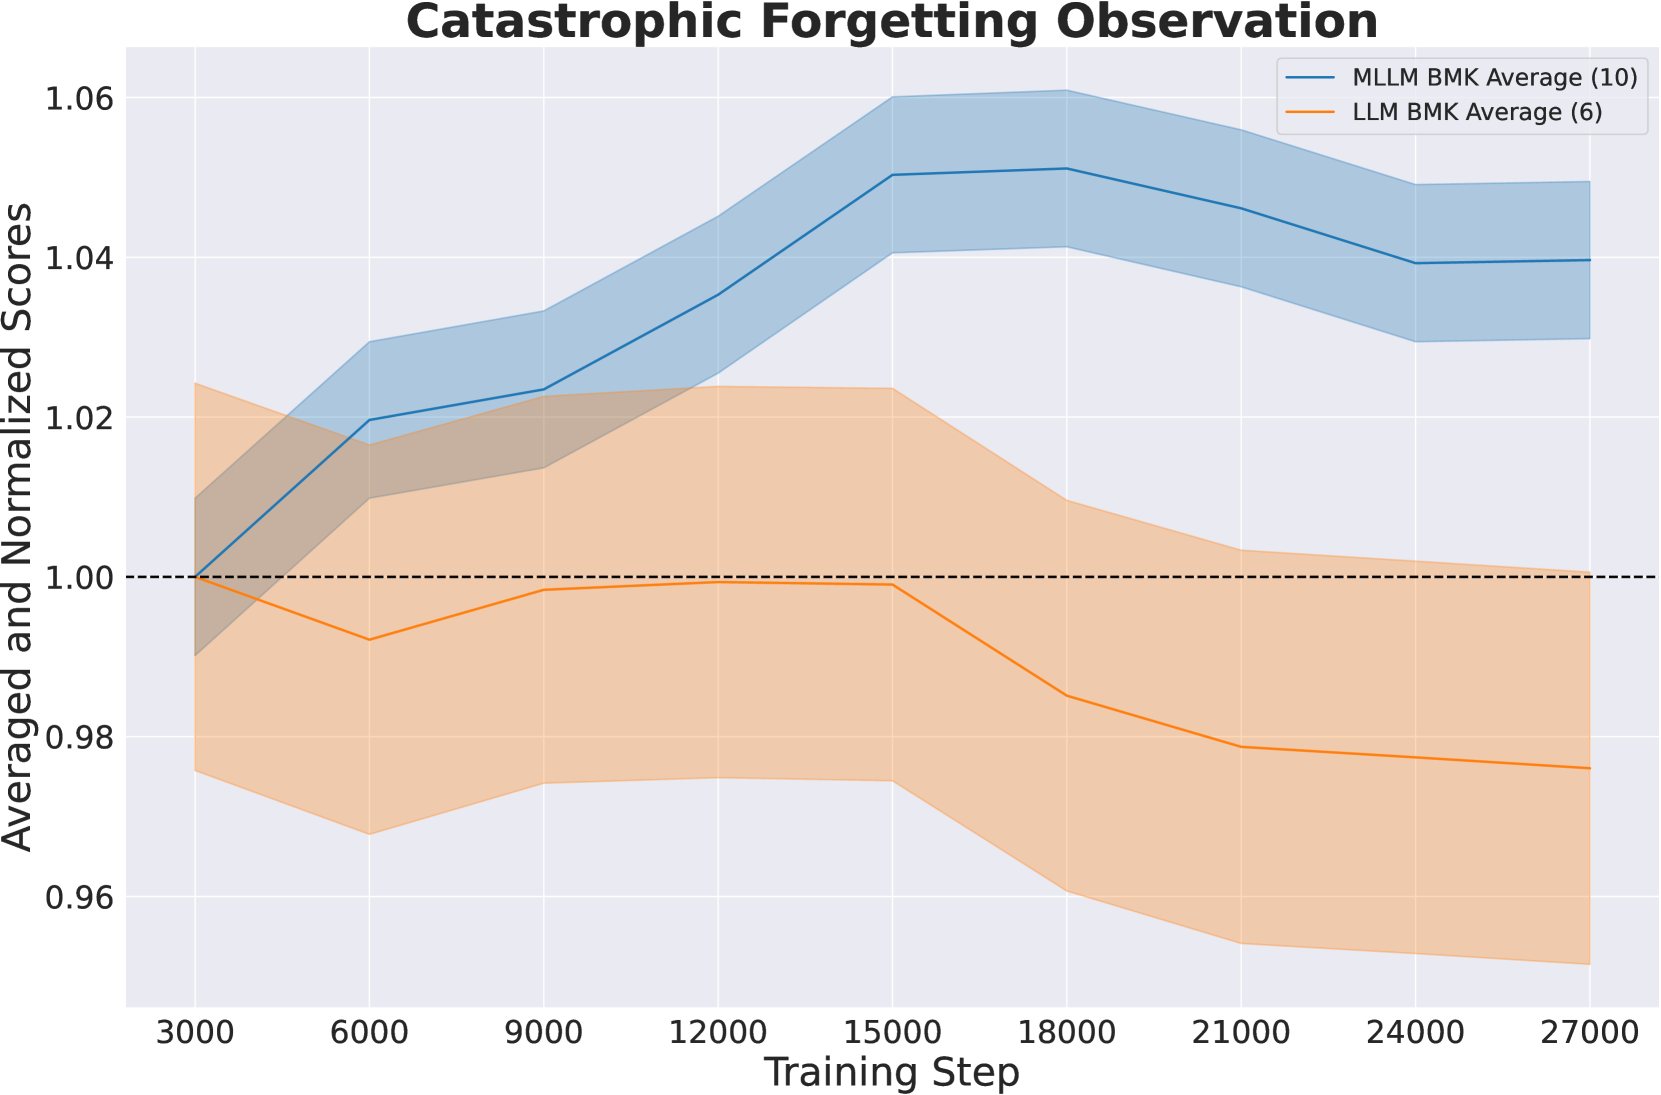 Catastrophic Forgetting Observation
MLLM BMK Average (10)
LLM BMK Average (6)
Averaged and Normalized Scores
1.06
1.04
1.02
1.00
0.98
0.96
3000 6000 9000 12000 15000 18000 21000 24000 27000
Training Step